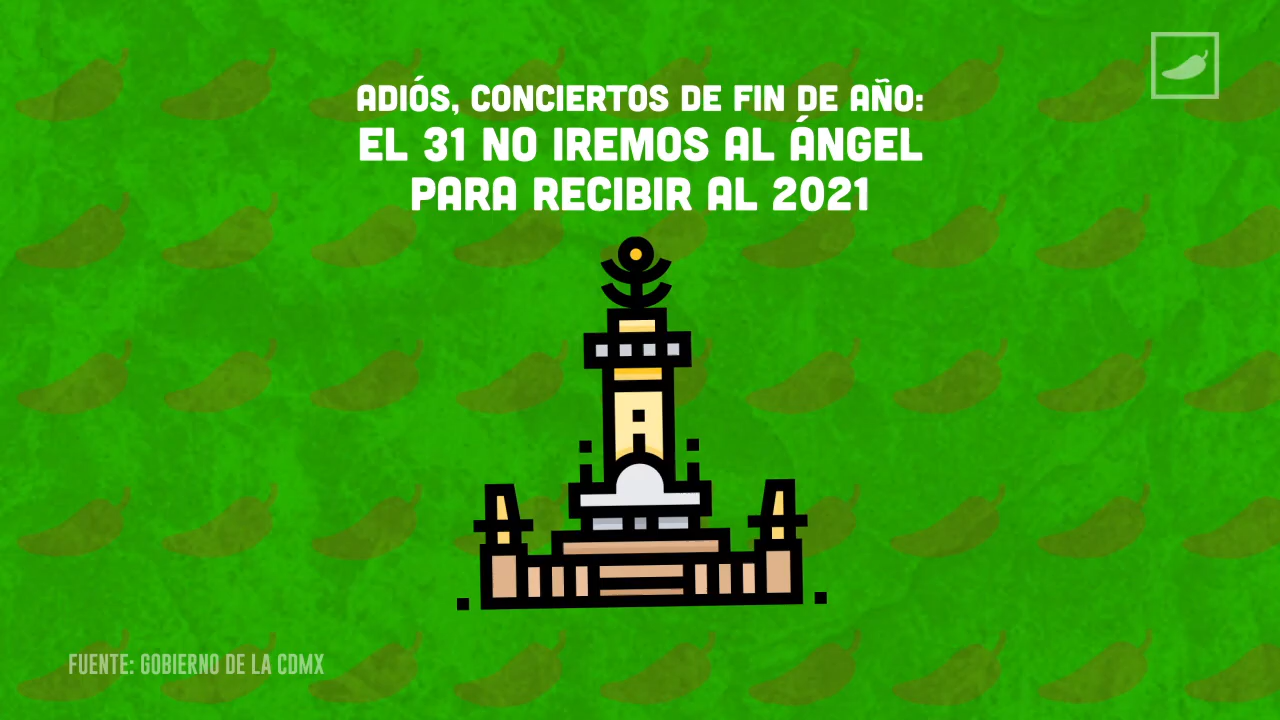 ADIÓS, CONCIERTOS DE FIN DE AÑO:
EL 31 NO IREMOS AL ÁNGEL
PARA RECIBIR AL 2021
FUENTE: GOBIERNO DE LA CDMX